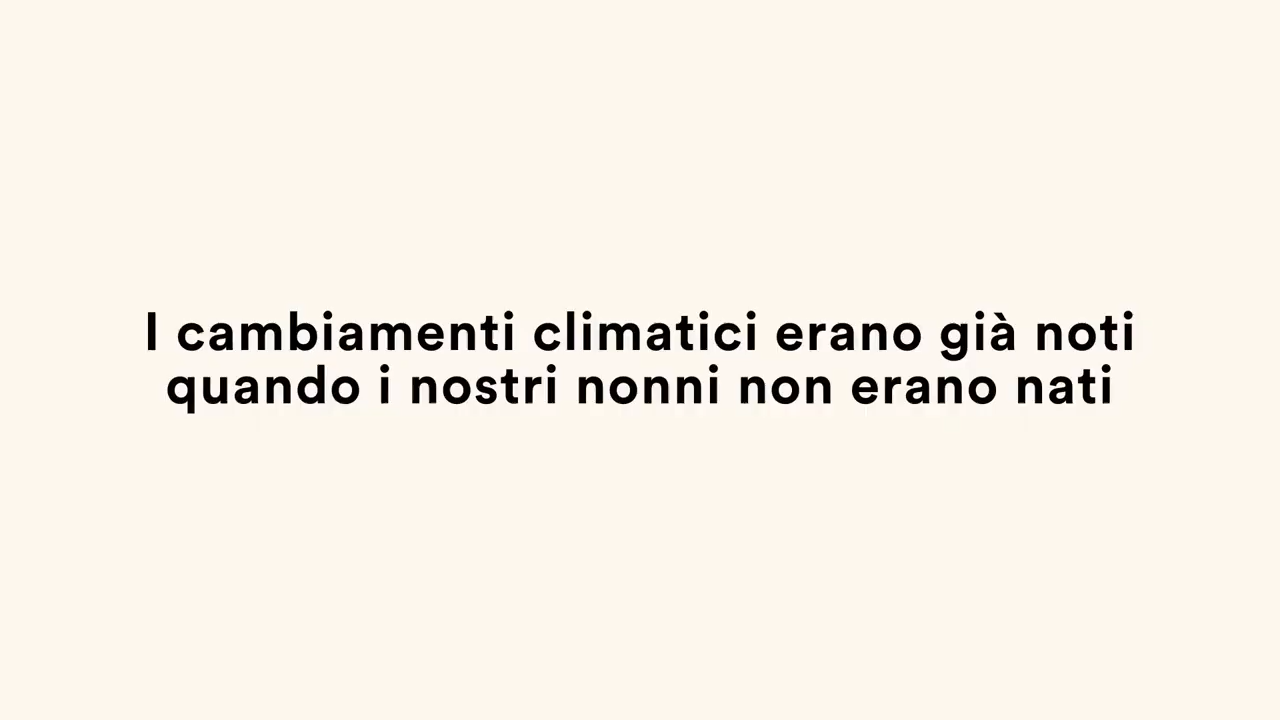 I cambiamenti climatici erano già noti
quando i nostri nonni non erano nati